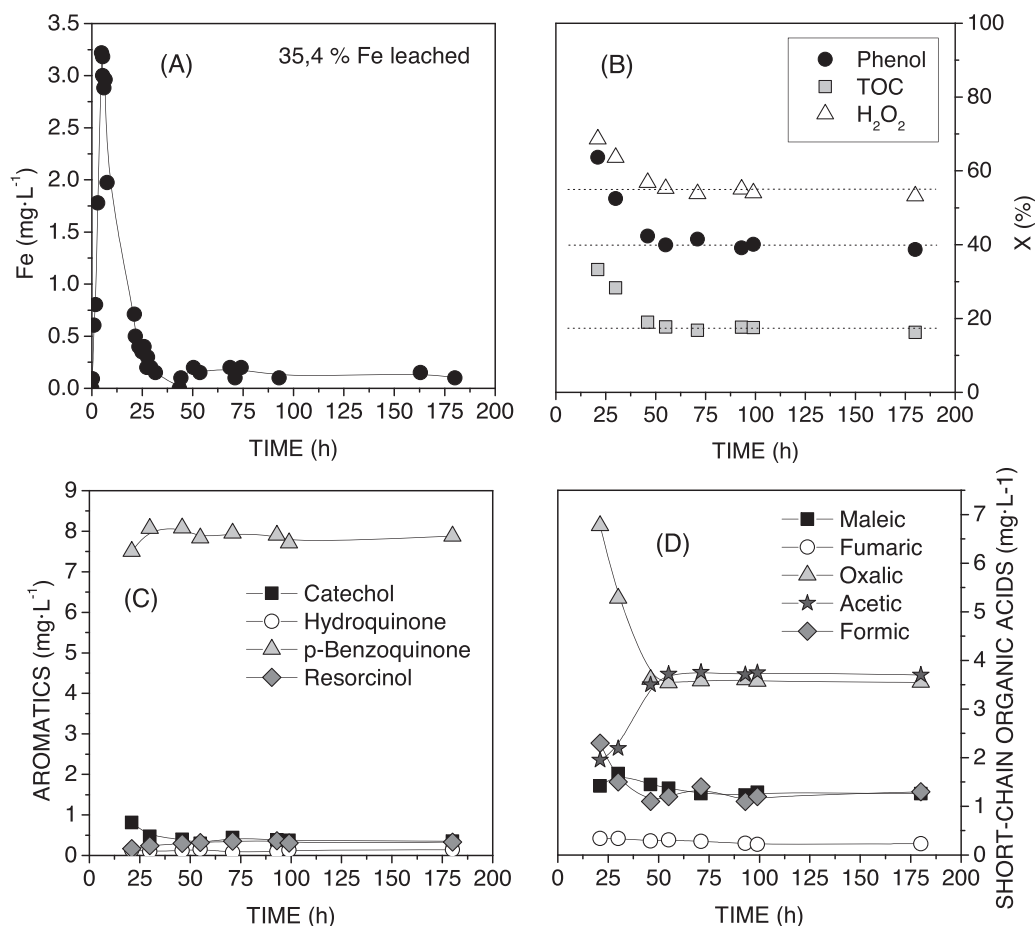 (A)
35,4 % Fe leached
Fe (mg·L-1)
3.5
3.0
2.5
2.0
1.5
1.0
0.5
0.0
0 25 50 75 100 125 150 175 200
TIME (h)
(B)
Phenol
TOC
H2O2
100
80
60
40
20
0
X (%)
0 25 50 75 100 125 150 175 200
TIME (h)
(C)
Catechol
Hydroquinone
p-Benzoquinone
Resorcinol
AROMATICS (mg·L-1)
9
8
7
6
5
4
3
2
1
0
0 25 50 75 100 125 150 175 200
TIME (h)
(D)
Maleic
Fumaric
Oxalic
Acetic
Formic
7
6
5
4
3
2
1
0
SHORT-CHAIN ORGANIC ACIDS (mg·L-1)
0 25 50 75 100 125 150 175 200
TIME (h)